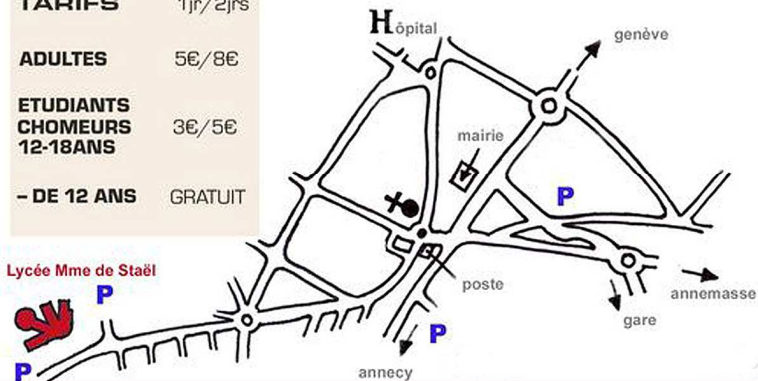 TARIFS 1jr/2jrs
ADULTES 5€/8€
ETUDIANTS
CHOMEURS 3€/5€
12-18ANS
– DE 12 ANS GRATUIT
Hôpital
genève
mairie
P
poste
annemasse
gare
annecy
P
Lycée Mme de Staël
P
P